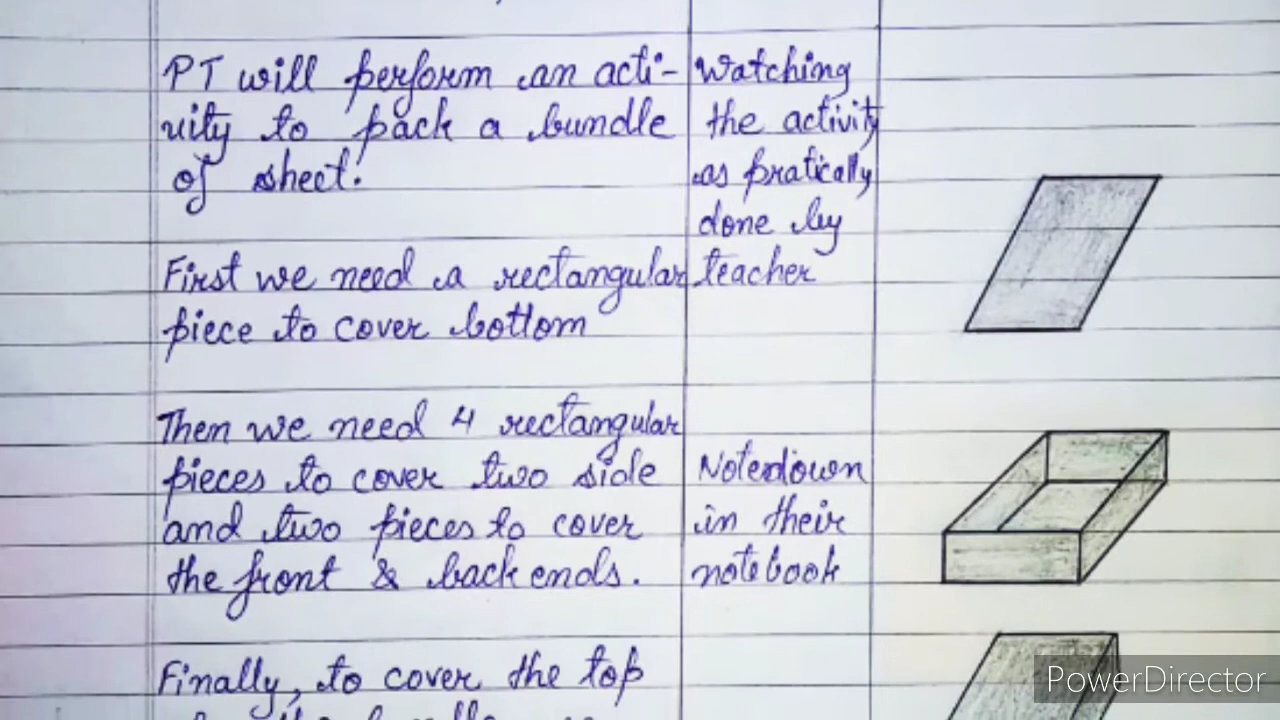 PT will perform an acti-
vity to pack a bundle
of sheet.
First we need a rectangular
piece to cover bottom
Then we need 4 rectangular
pieces to cover two side
and two pieces to cover
the front & back ends.
Finally, to cover the top
Watching
the activity
as pratically
done by
teacher
Notedown
in their
notebook
PowerDirector